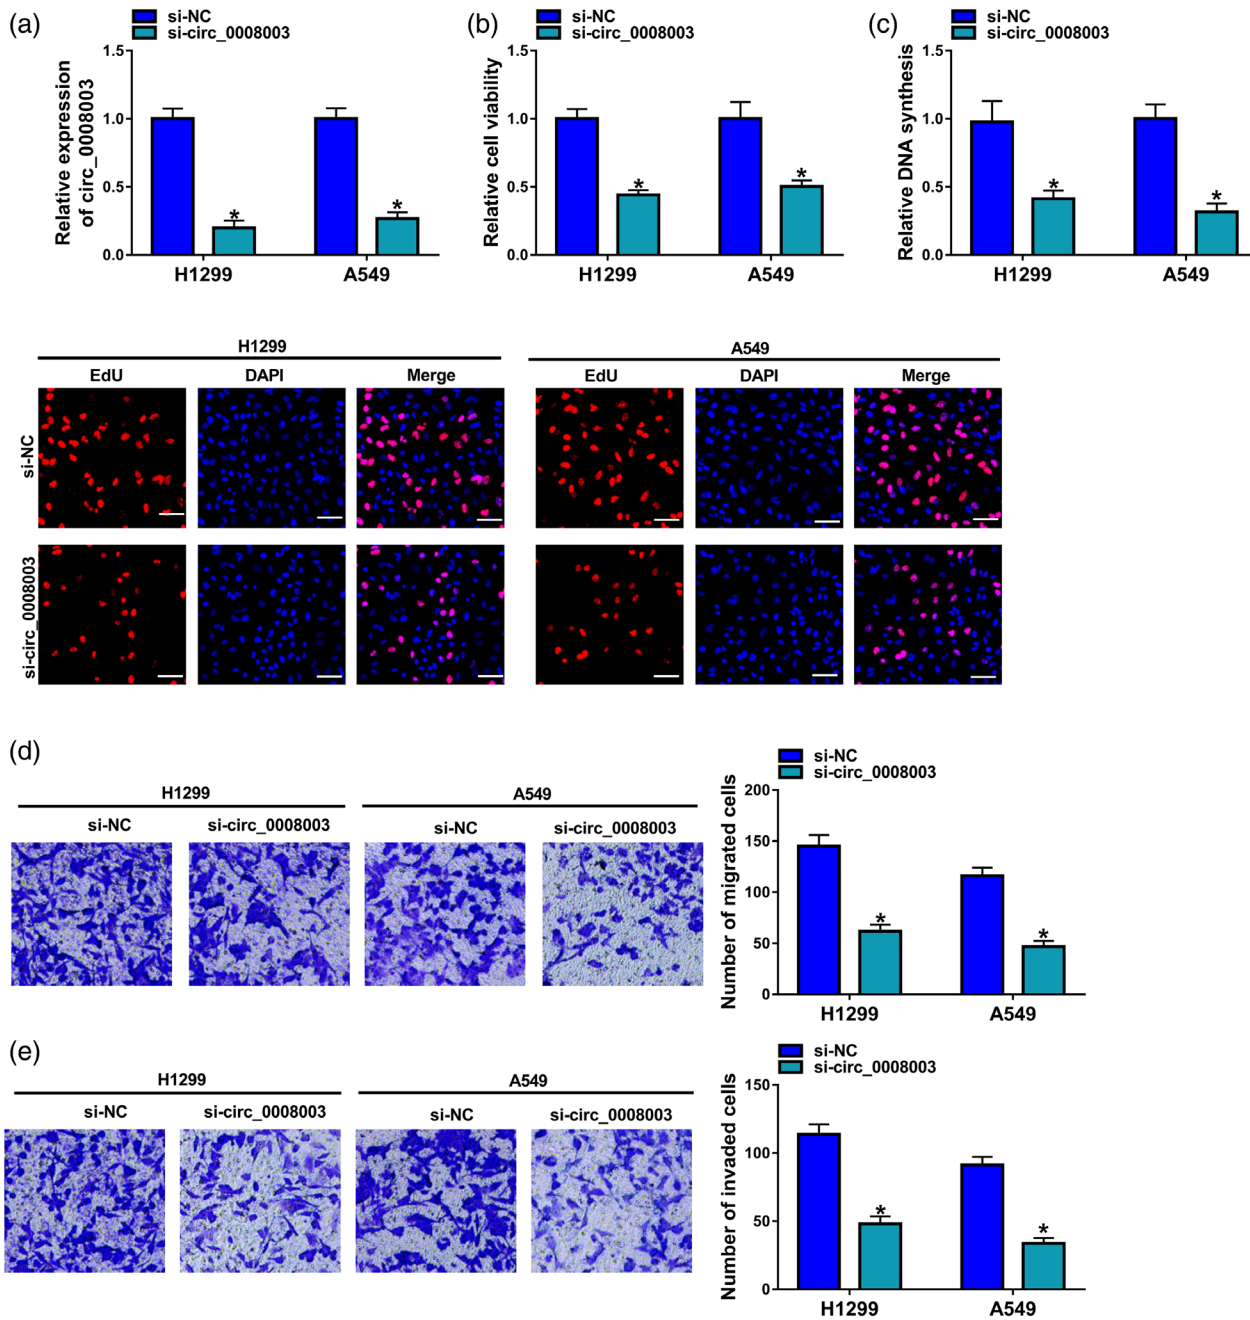 (a)
si-NC
si-circ_0008003
Relative expression
of circ_0008003
1.5
1.0
0.5
0.0
*
*
H1299
A549
(b)
si-NC
si-circ_0008003
Relative cell viability
1.5
1.0
0.5
0.0
*
*
H1299
A549
(c)
si-NC
si-circ_0008003
Relative DNA synthesis
1.5
1.0
0.5
0.0
*
*
H1299
A549
H1299
A549
EdU
DAPI
Merge
EdU
DAPI
Merge
si-NC
si-circ_0008003
(d)
H1299
A549
si-NC
si-circ_0008003
si-NC
si-circ_0008003
si-NC
si-circ_0008003
Number of migrated cells
200
150
100
50
0
*
*
H1299
A549
(e)
H1299
A549
si-NC
si-circ_0008003
si-NC
si-circ_0008003
si-NC
si-circ_0008003
Number of invaded cells
150
100
50
0
*
*
H1299
A549